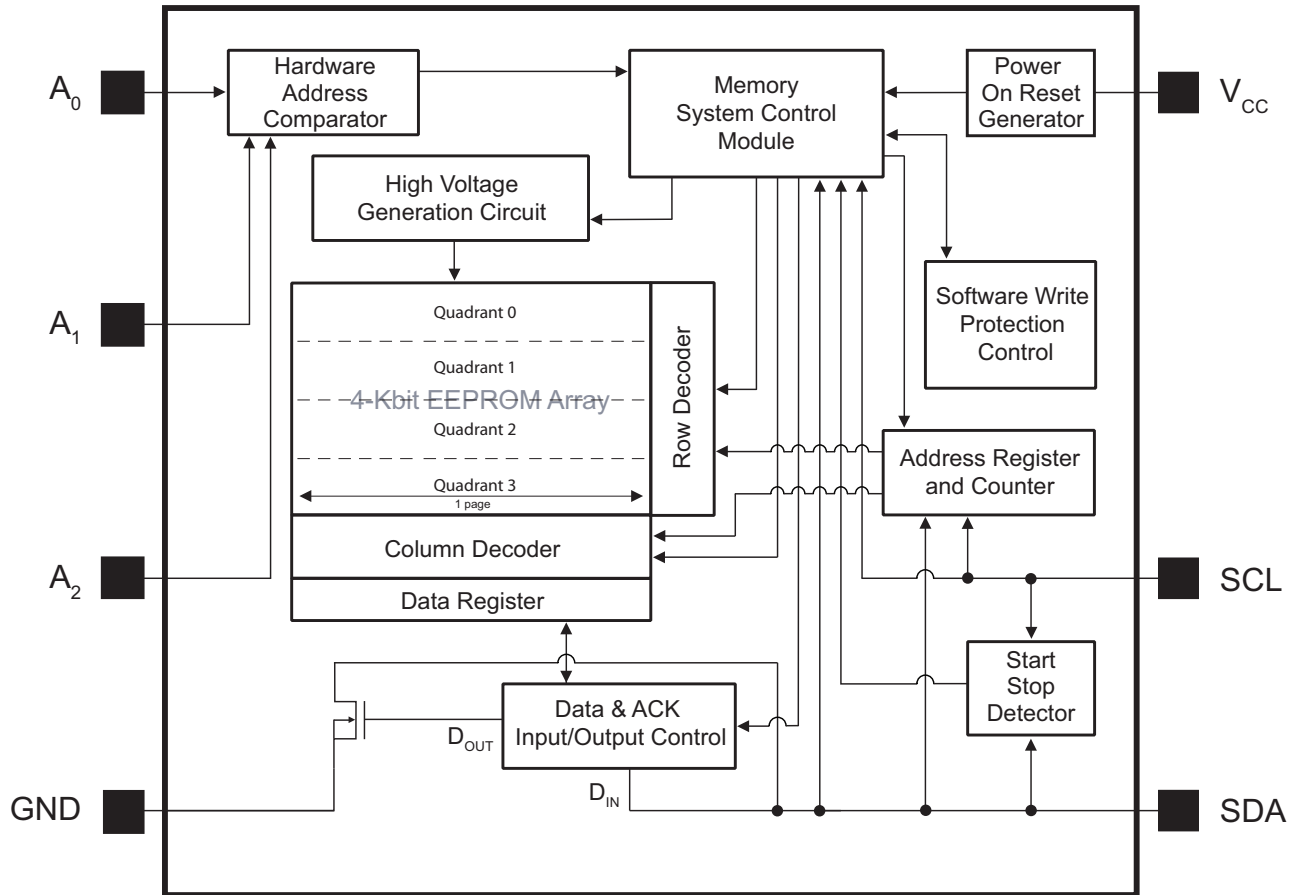 A0
Hardware
Address
Comparator
Memory
System Control
Module
Power
On Reset
Generator
VCC
High Voltage
Generation Circuit
A1
Quadrant 0
Quadrant 1
4-Kbit EEPROM Array
Quadrant 2
Quadrant 3
1 page
Row Decoder
Software Write
Protection
Control
Address Register
and Counter
Column Decoder
Data Register
A2
SCL
Start
Stop
Detector
Data & ACK
Input/Output Control
DOUT
DIN
GND
SDA